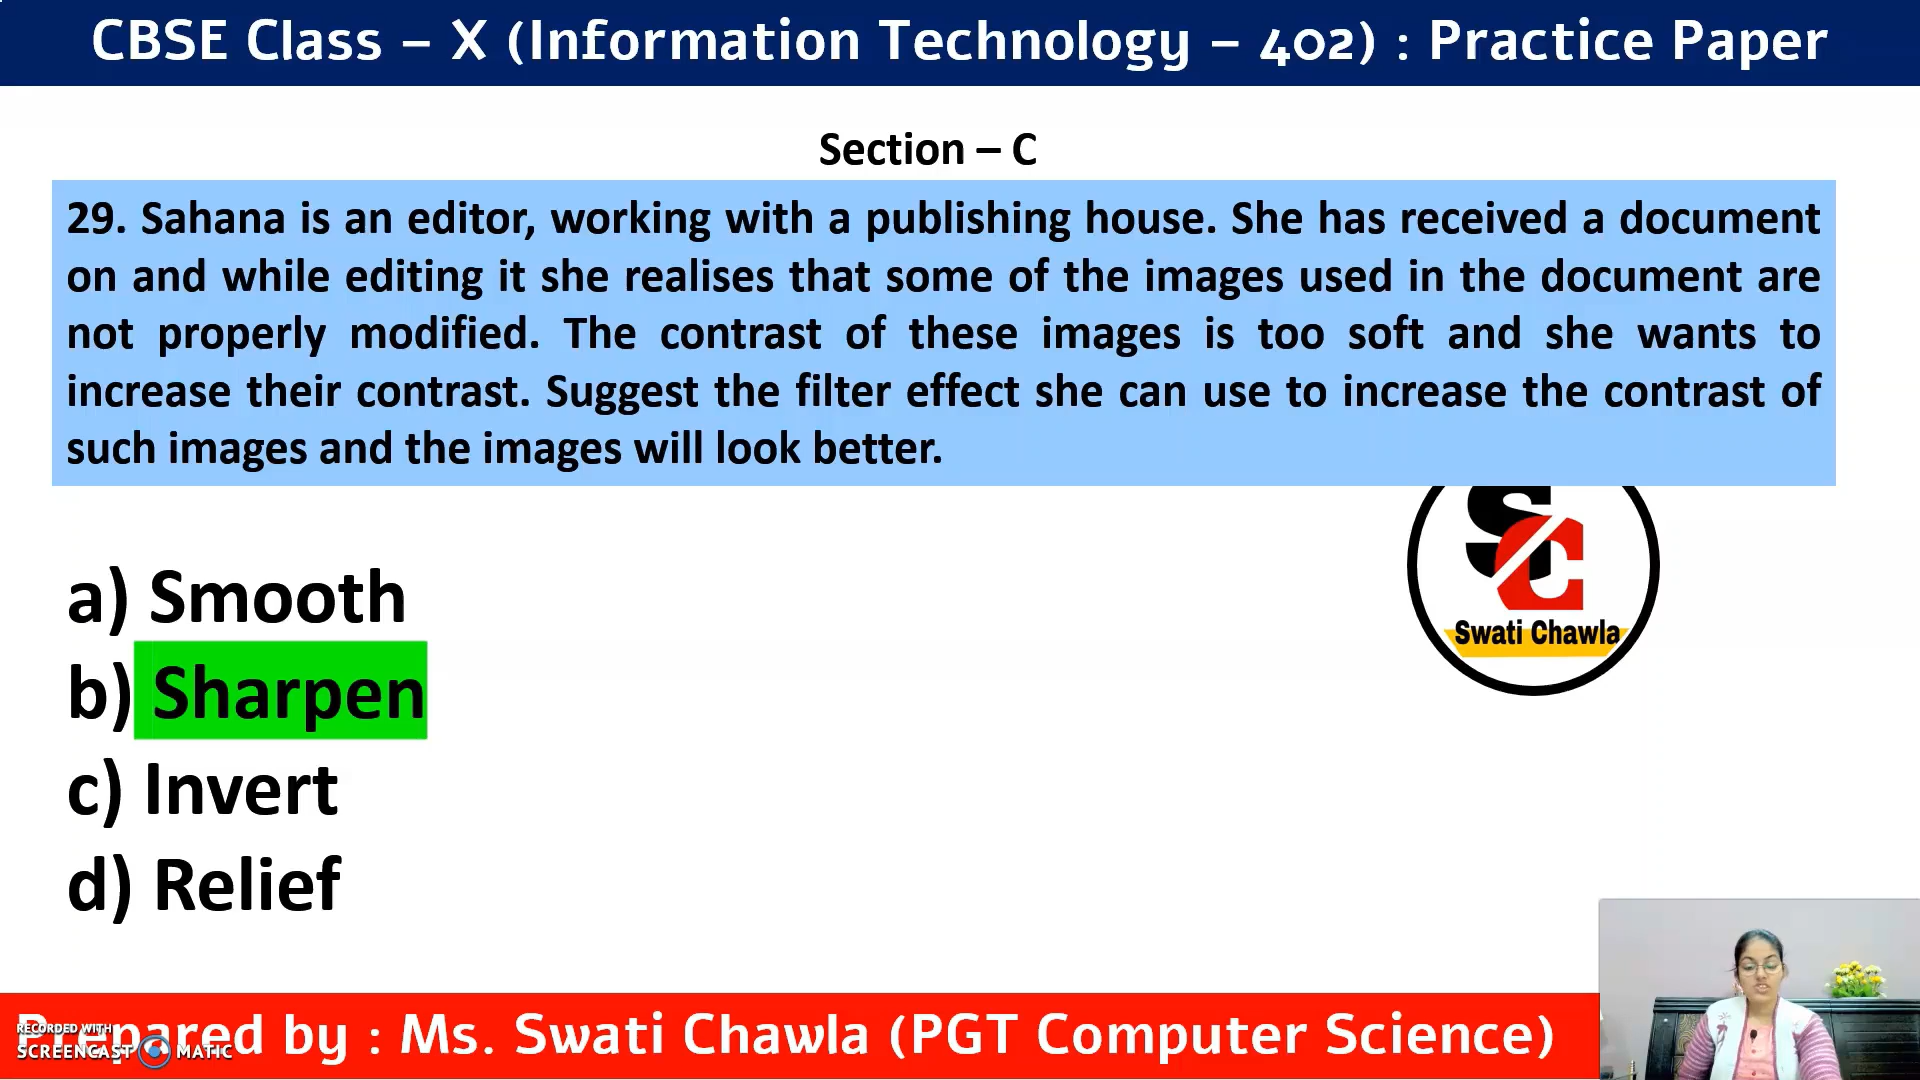 CBSE Class – X (Information Technology – 402) : Practice Paper
Section – C
29. Sahana is an editor, working with a publishing house. She has received a document
on and while editing it she realises that some of the images used in the document are
not properly modified. The contrast of these images is too soft and she wants to
increase their contrast. Suggest the filter effect she can use to increase the contrast of
such images and the images will look better.
SC
Swati Chawla
a) Smooth
b) Sharpen
c) Invert
d) Relief
Prepared by : Ms. Swati Chawla (PGT Computer Science)
RECORDED WITH
SCREENCAST MATIC